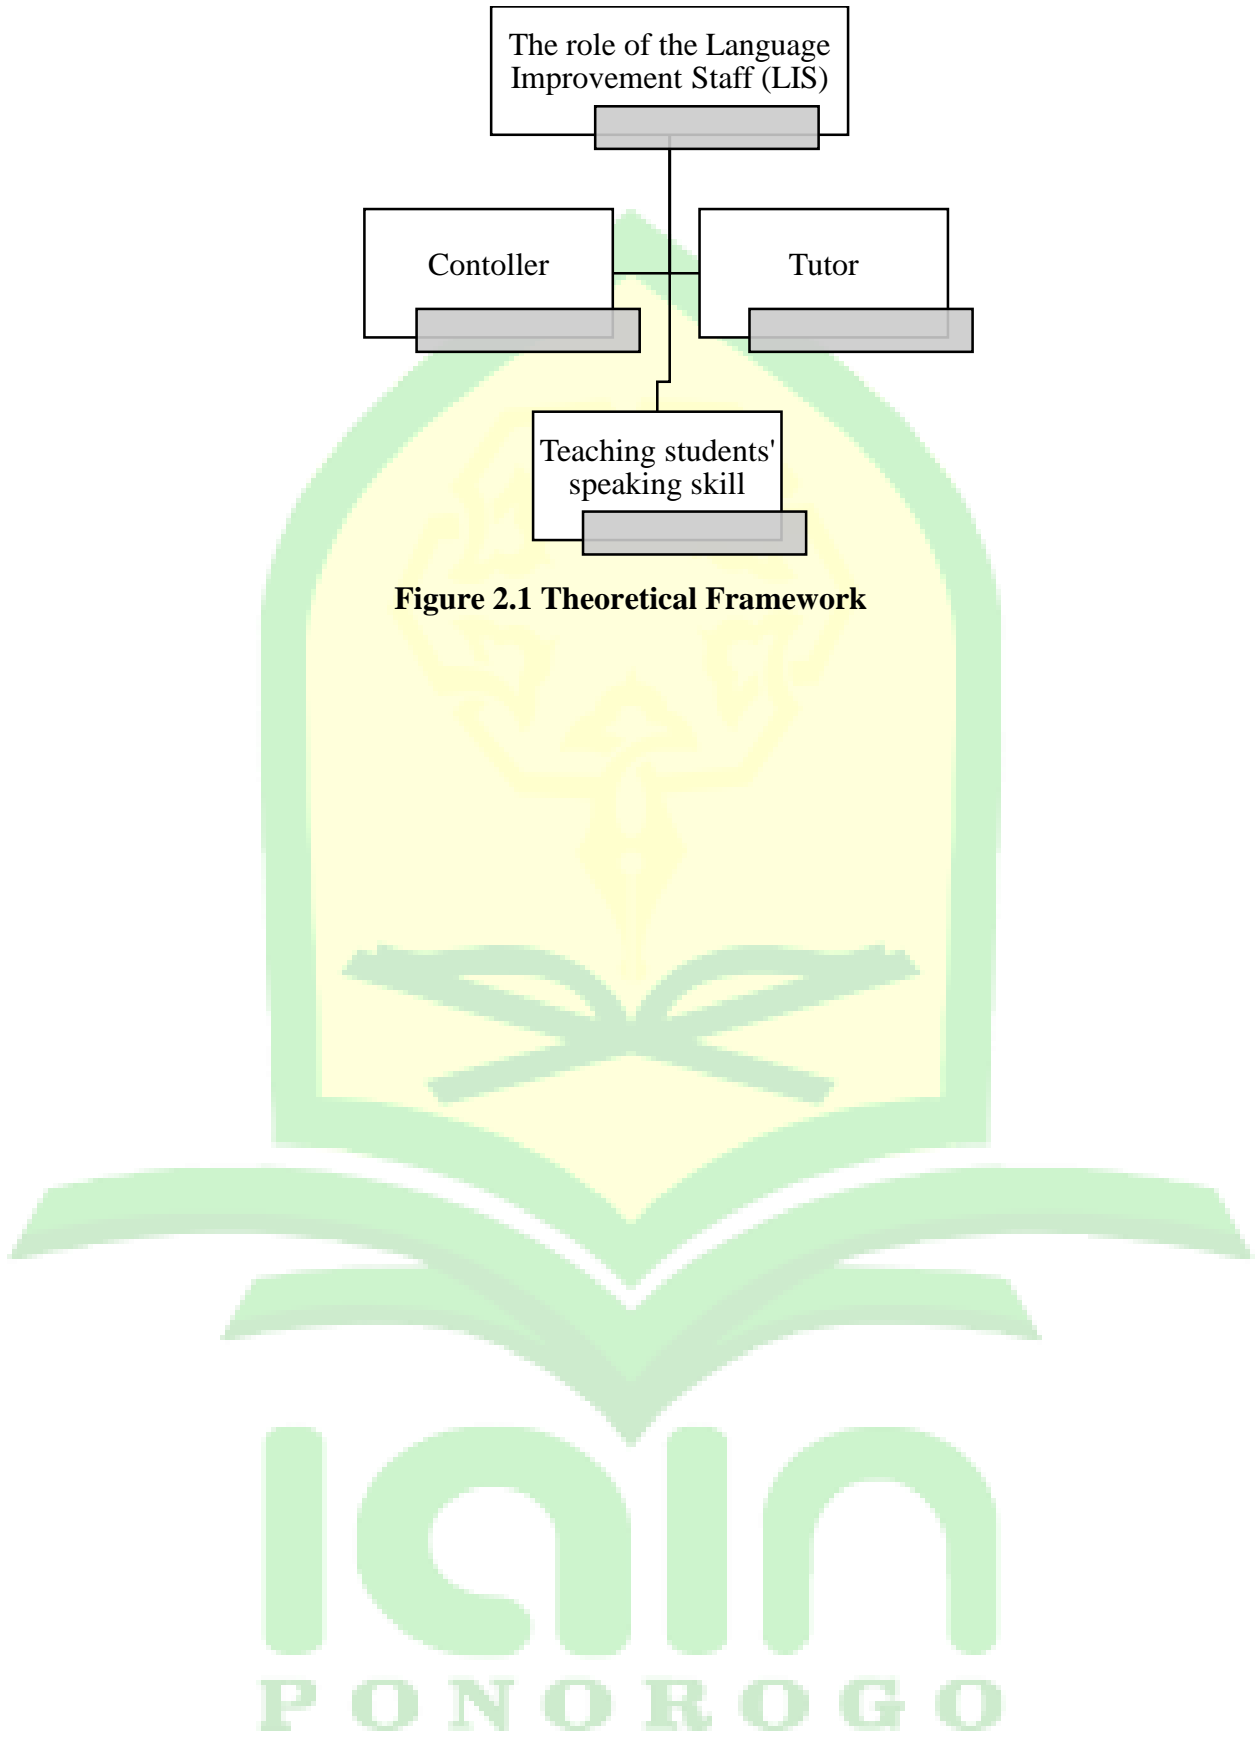 The role of the Language
Improvement Staff (LIS)
Contoller
Tutor
Teaching students'
speaking skill
Figure 2.1 Theoretical Framework
iain
PONOROGO